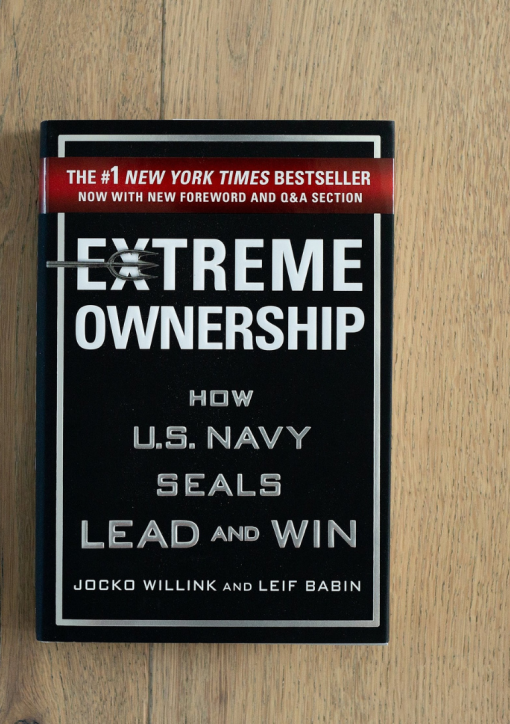 THE #1 NEW YORK TIMES BESTSELLER
NOW WITH NEW FOREWORD AND Q&A SECTION
EXTREME
OWNERSHIP
HOW
U.S. NAVY
SEALS
LEAD AND WIN
JOCKO WILLINK AND LEIF BABIN